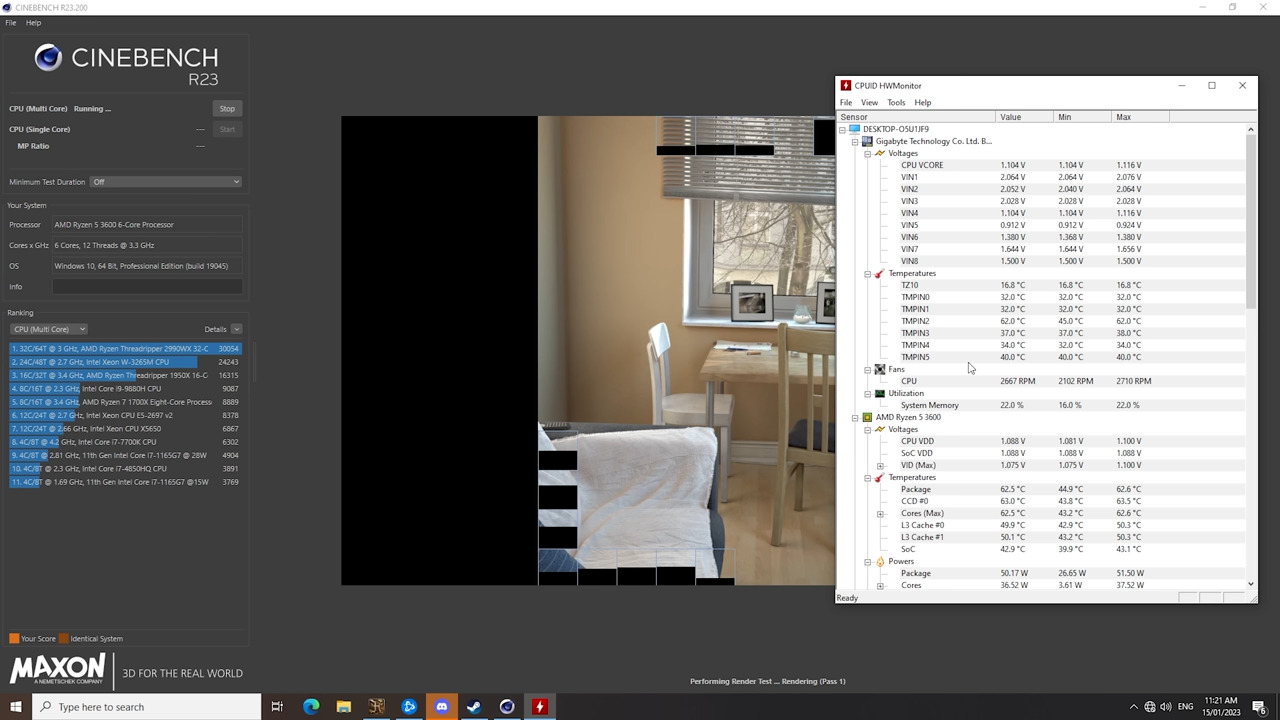 CINEBENCH R23.200
File Help
CINEBENCH
R23
CPU (Multi Core) Running ... Stop
CPU (Single Core) --- Start
MP Ratio ---
Your System
Processor AMD Ryzen 5 3600 6-Core Processor
Cores x GHz 6 Cores, 12 Threads @ 3.3 GHz
OS Windows 10, 64 Bit, Professional Edition (build 19045)
Info
Ranking
CPU (Multi Core) Details
1. 32C/64T @ 3 GHz, AMD Ryzen Threadripper 2990WX 32-C 30054
2. 24C/48T @ 2.7 GHz, Intel Xeon W-3265M CPU 24243
3. 16C/32T @ 3.4 GHz, AMD Ryzen Threadripper 1950X 16-C 16315
4. 8C/16T @ 2.3 GHz, Intel Core i9-9880H CPU 9087
5. 8C/16T @ 3.4 GHz, AMD Ryzen 7 1700X Eight-Core Proces: 8889
6. 12C/24T @ 2.7 GHz, Intel Xeon CPU E5-2697 v2 8378
7. 12C/24T @ 2.66 GHz, Intel Xeon CPU X5650 6867
8. 4C/8T @ 4.2 GHz, Intel Core i7-7700K CPU 6302
9. 4C/8T @ 2.81 GHz, 11th Gen Intel Core i7-1165G7 @ 28W 4904
10. 4C/8T @ 2.3 GHz, Intel Core i7-4850HQ CPU 3891
11. 4C/8T @ 1.69 GHz, 11th Gen Intel Core i7-1165G7 @15W 3769
Your Score Identical System
MAXON
A NEMETSCHEK COMPANY
3D FOR THE REAL WORLD
Performing Render Test ... Rendering (Pass 1)
CPUID HWMonitor
File View Tools Help
Sensor Value Min Max
DESKTOP-O5U1JF9
Gigabyte Technology Co. Ltd. B...
Voltages
CPU VCORE 1.104 V 1.104 V 1.116 V
VIN1 2.064 V 2.064 V 2.076 V
VIN2 2.052 V 2.040 V 2.064 V
VIN3 2.028 V 2.028 V 2.028 V
VIN4 1.104 V 1.104 V 1.116 V
VIN5 0.912 V 0.912 V 0.924 V
VIN6 1.380 V 1.368 V 1.380 V
VIN7 1.644 V 1.644 V 1.656 V
VIN8 1.500 V 1.500 V 1.500 V
Temperatures
TZ10 16.8 °C 16.8 °C 16.8 °C
TMPIN0 32.0 °C 32.0 °C 32.0 °C
TMPIN1 32.0 °C 32.0 °C 32.0 °C
TMPIN2 62.0 °C 45.0 °C 62.0 °C
TMPIN3 37.0 °C 37.0 °C 38.0 °C
TMPIN4 34.0 °C 32.0 °C 34.0 °C
TMPIN5 40.0 °C 40.0 °C 40.0 °C
Fans
CPU 2667 RPM 2102 RPM 2710 RPM
Utilization
System Memory 22.0 % 16.0 % 22.0 %
AMD Ryzen 5 3600
Voltages
CPU VDD 1.088 V 1.081 V 1.100 V
SoC VDD 1.088 V 1.088 V 1.088 V
VID (Max) 1.075 V 1.075 V 1.100 V
Temperatures
Package 62.5 °C 44.9 °C 62.6 °C
CCD #0 63.0 °C 43.8 °C 63.5 °C
Cores (Max) 62.5 °C 43.2 °C 62.6 °C
L3 Cache #0 49.9 °C 42.9 °C 50.3 °C
L3 Cache #1 50.1 °C 43.2 °C 50.3 °C
SoC 42.9 °C 39.9 °C 43.1 °C
Powers
Package 50.17 W 26.65 W 51.50 W
Cores 36.52 W 3.61 W 37.52 W
Ready
Type here to search
ENG
11:21 AM
15/01/2023
6